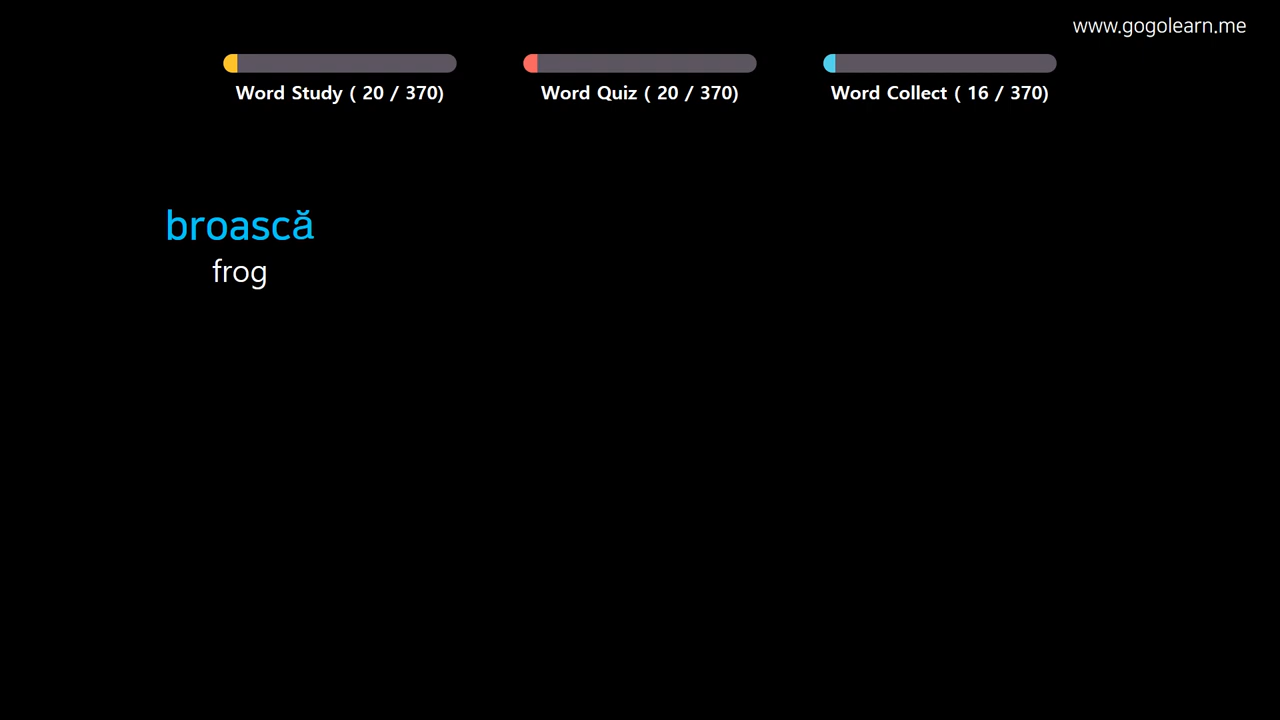 www.gogolearn.me
Word Study ( 20 / 370)
Word Quiz ( 20 / 370)
Word Collect ( 16 / 370)
broască
frog